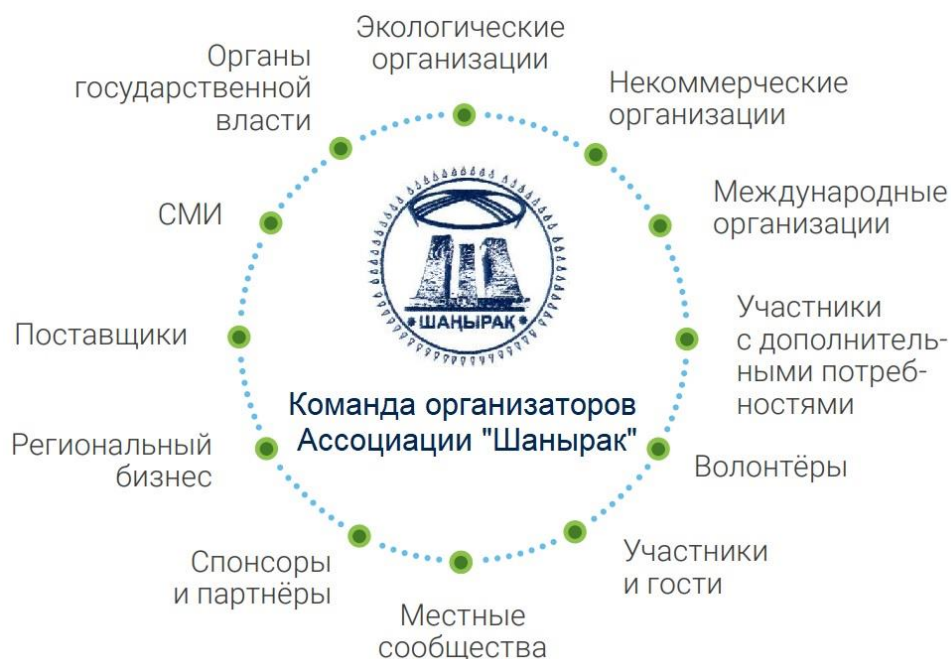 Экологические
организации
Некоммерческие
организации
Международные
организации
Участники
с дополнитель-
ными потреб-
ностями
Волонтёры
Участники
и гости
Местные
сообщества
Спонсоры
и партнёры
Региональный
бизнес
Поставщики
СМИ
Органы
государственной
власти
ШАҢЫРАҚ
Команда организаторов
Ассоциации "Шанырак"